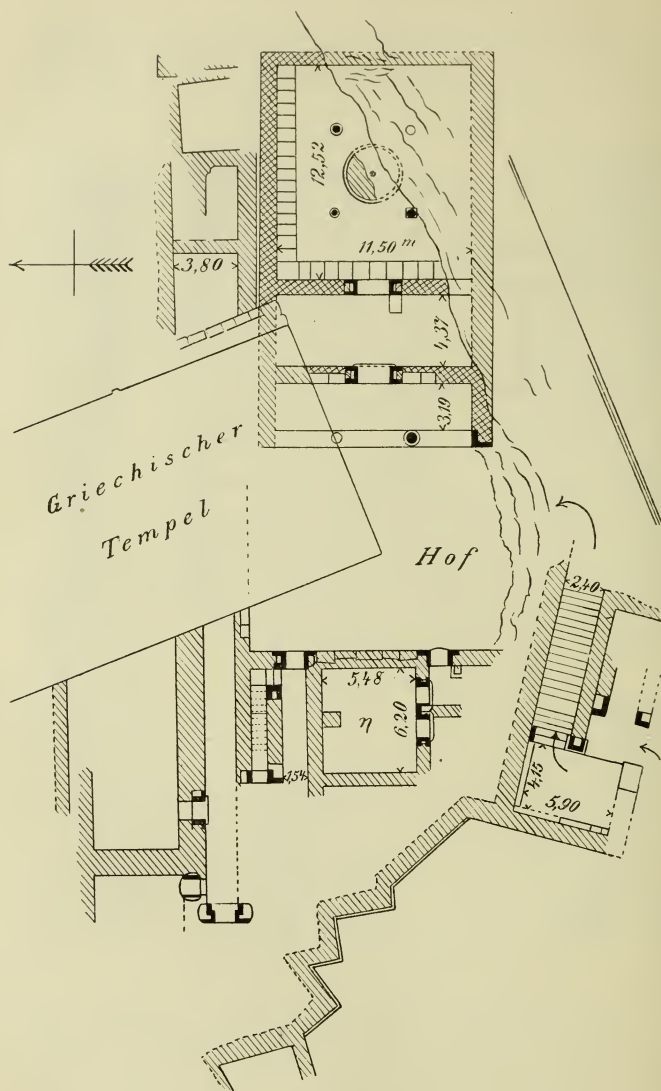 12,52
11,50 m
3,80
4,37
3,19
Griechischer
Tempel
Hof
2,40
5,48
η
6,20
1,54
4,15
5,90